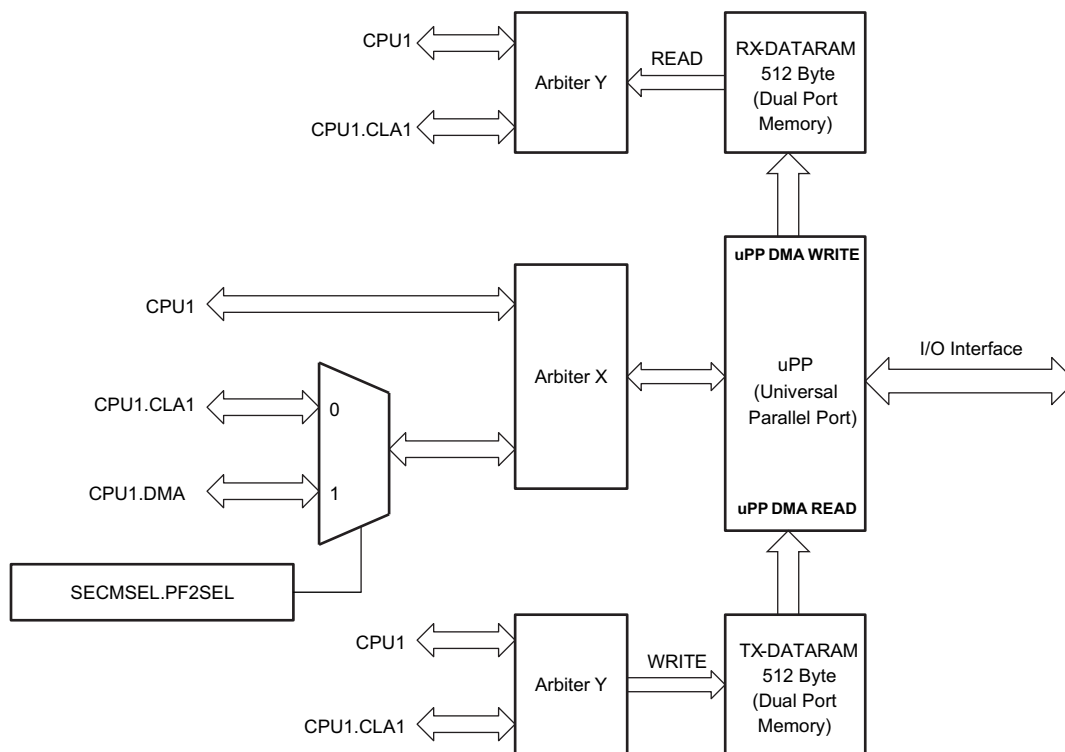 CPU1
CPU1.CLA1
Arbiter Y
READ
RX-DATARAM
512 Byte
(Dual Port
Memory)
CPU1
CPU1.CLA1
CPU1.DMA
0
1
SECMSEL.PF2SEL
Arbiter X
uPP DMA WRITE
uPP
(Universal
Parallel Port)
uPP DMA READ
I/O Interface
CPU1
CPU1.CLA1
Arbiter Y
WRITE
TX-DATARAM
512 Byte
(Dual Port
Memory)